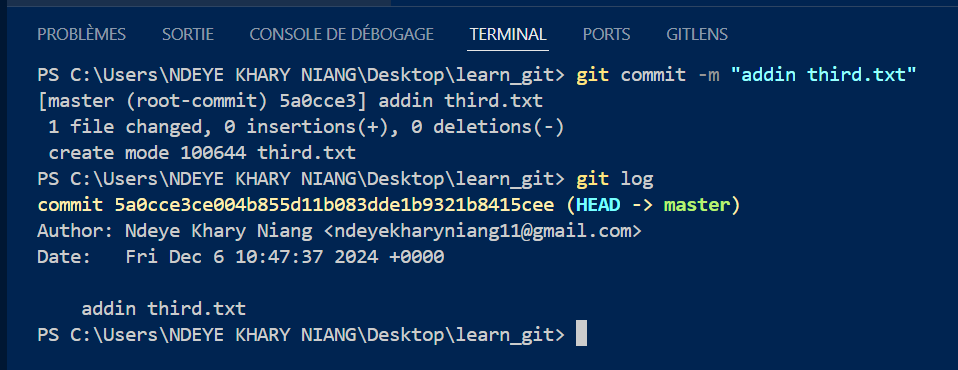 PROBLÈMES SORTIE CONSOLE DE DÉBOGAGE TERMINAL PORTS GITLENS
PS C:\Users\NDEYE KHARY NIANG\Desktop\learn_git> git commit -m "addin third.txt"
[master (root-commit) 5a0cce3] addin third.txt
 1 file changed, 0 insertions(+), 0 deletions(-)
 create mode 100644 third.txt
PS C:\Users\NDEYE KHARY NIANG\Desktop\learn_git> git log
commit 5a0cce3ce004b855d11b083dde1b9321b8415cee (HEAD -> master)
Author: Ndeye Khary Niang <ndeyekharyniang11@gmail.com>
Date:   Fri Dec 6 10:47:37 2024 +0000
    addin third.txt
PS C:\Users\NDEYE KHARY NIANG\Desktop\learn_git>